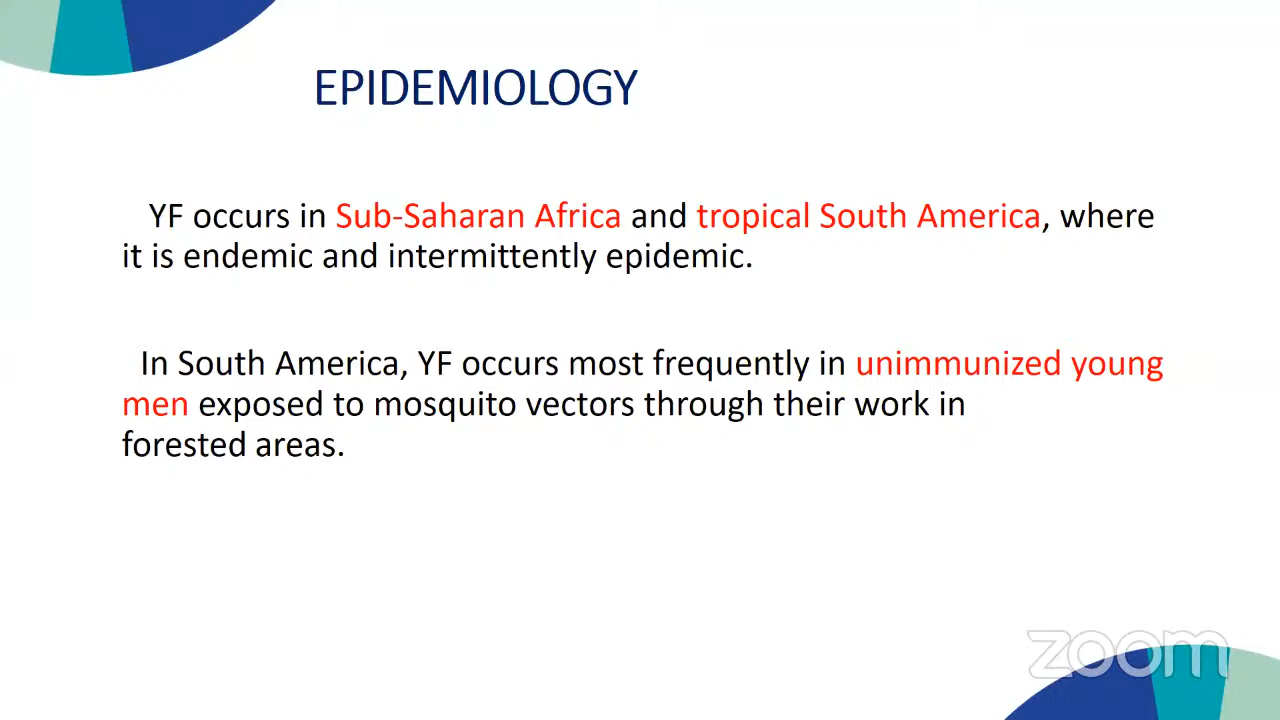 EPIDEMIOLOGY
YF occurs in Sub-Saharan Africa and tropical South America, where
it is endemic and intermittently epidemic.
In South America, YF occurs most frequently in unimmunized young
men exposed to mosquito vectors through their work in
forested areas.
zoom